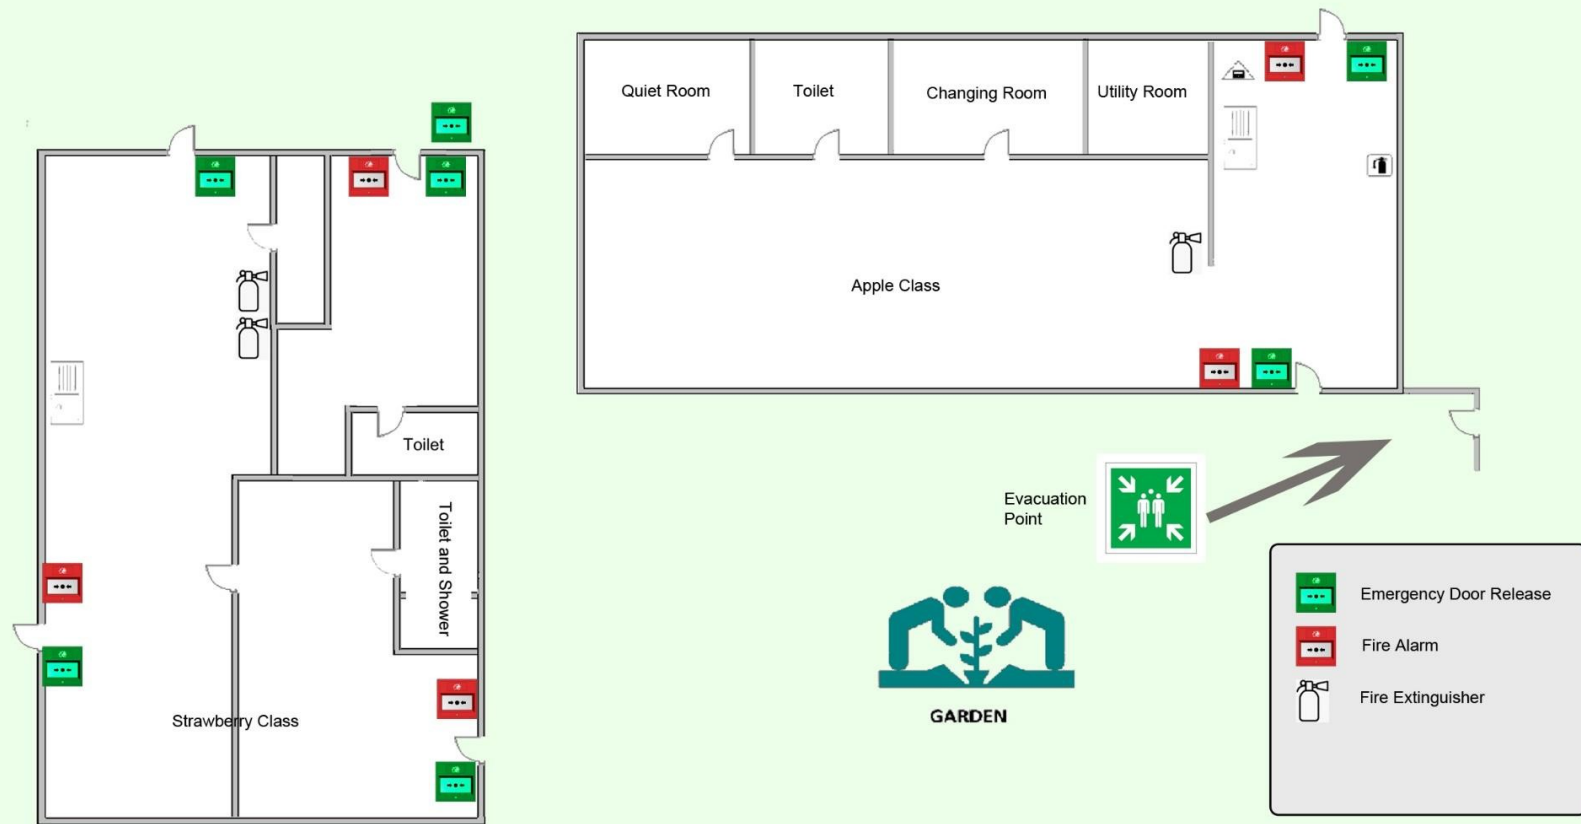 Quiet Room
Toilet
Changing Room
Utility Room
Apple Class
Toilet
Toilet and Shower
Strawberry Class
Evacuation
Point
GARDEN
Emergency Door Release
Fire Alarm
Fire Extinguisher